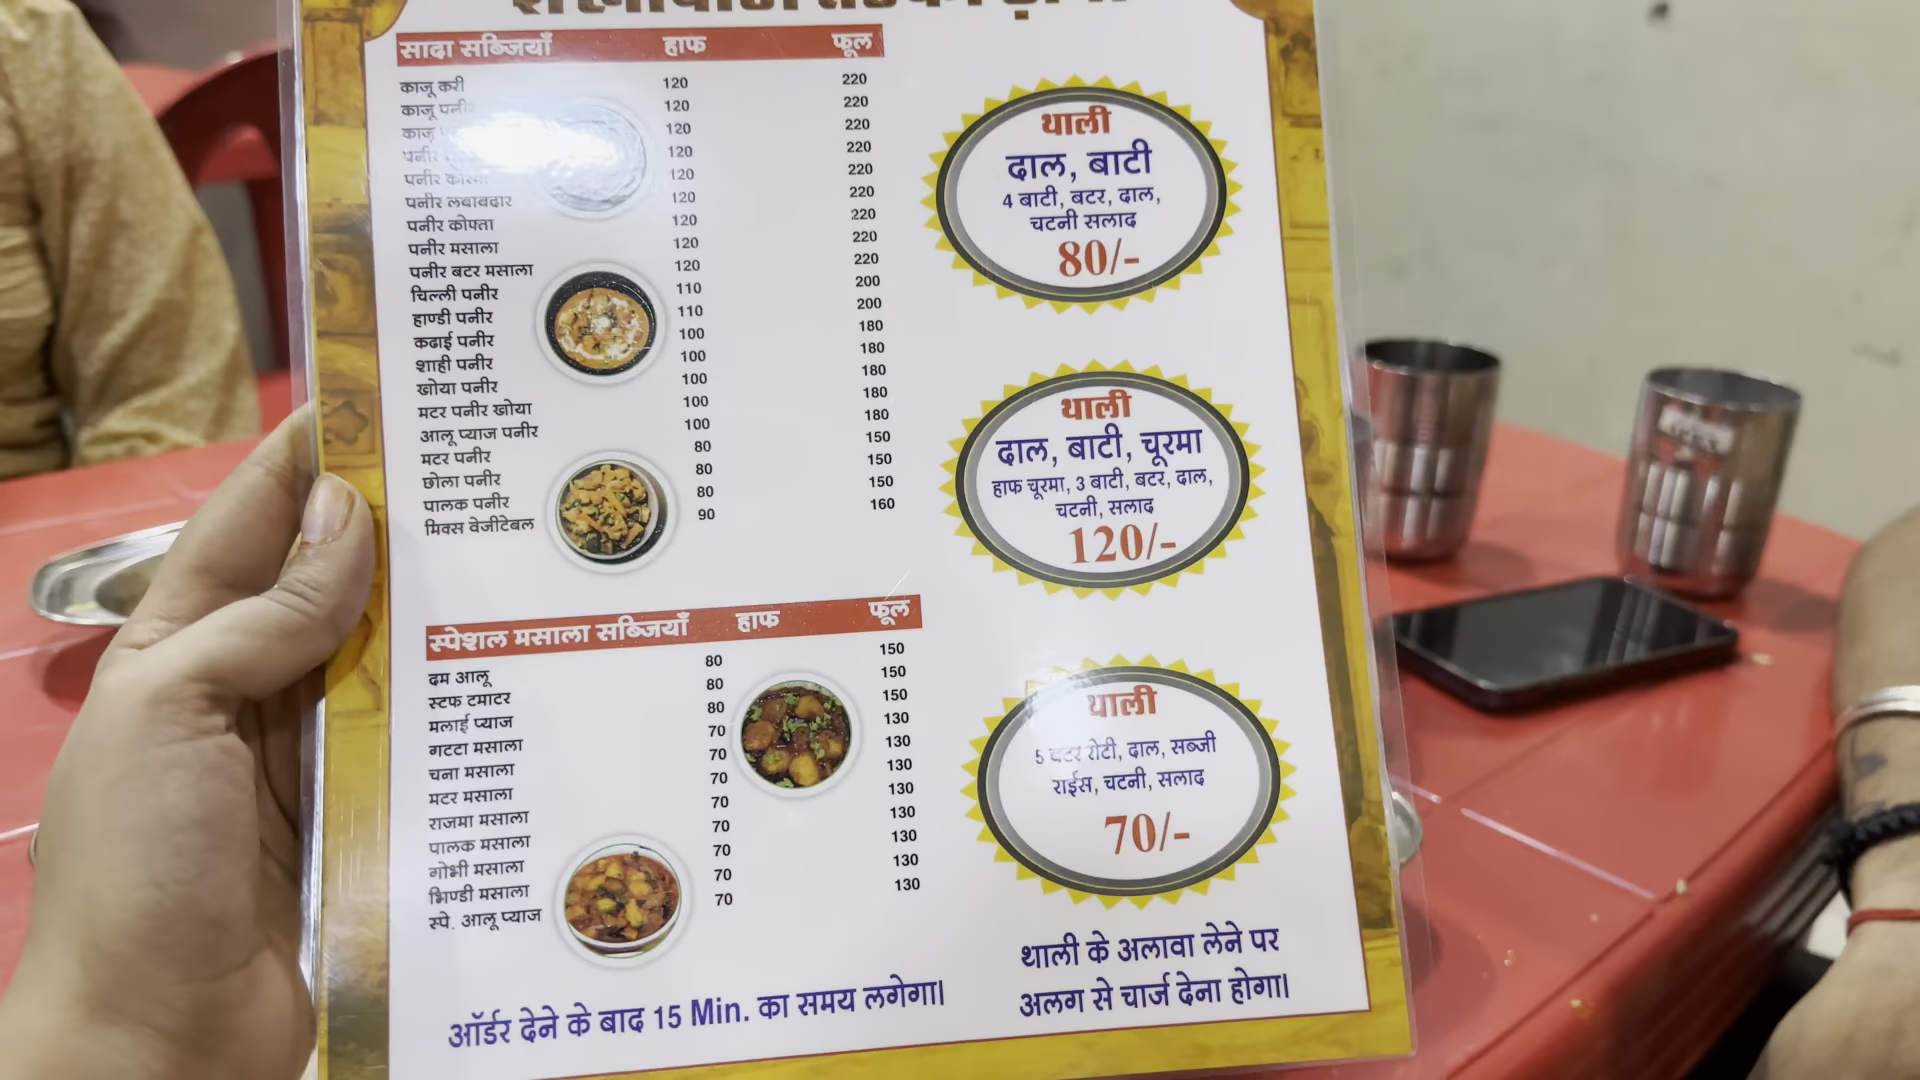 सादा सब्जियाँ हाफ फूल
काजू करी 120 220
काजू 120 220
काजू 120 220
पनीर 120 220
पनीर 120 220
पनीर लबाबदार 120 220
पनीर कोफ्ता 120 220
पनीर मसाला 120 220
पनीर बटर मसाला 120 220
चिल्ली पनीर 110 200
हाण्डी पनीर 110 200
कढाई पनीर 100 180
शाही पनीर 100 180
खोया पनीर 100 180
मटर पनीर खोया 100 180
आलू प्याज पनीर 100 180
मटर पनीर 80 150
छोला पनीर 80 150
पालक पनीर 80 150
मिक्स वेजीटेबल 90 160
स्पेशल मसाला सब्जियाँ हाफ फूल
दम आलू 80 150
स्टफ टमाटर 80 150
मलाई प्याज 80 150
गटटा मसाला 70 130
चना मसाला 70 130
मटर मसाला 70 130
राजमा मसाला 70 130
पालक मसाला 70 130
गोभी मसाला 70 130
भिण्डी मसाला 70 130
स्पे. आलू प्याज 70 130
ऑर्डर देने के बाद 15 Min. का समय लगेगा।
थाली
दाल, बाटी
4 बाटी, बटर, दाल,
चटनी सलाद
80/-
थाली
दाल, बाटी, चूरमा
हाफ चूरमा, 3 बाटी, बटर, दाल,
चटनी, सलाद
120/-
थाली
5 बटर रोटी, दाल, सब्जी
राईस, चटनी, सलाद
70/-
थाली के अलावा लेने पर
अलग से चार्ज देना होगा।